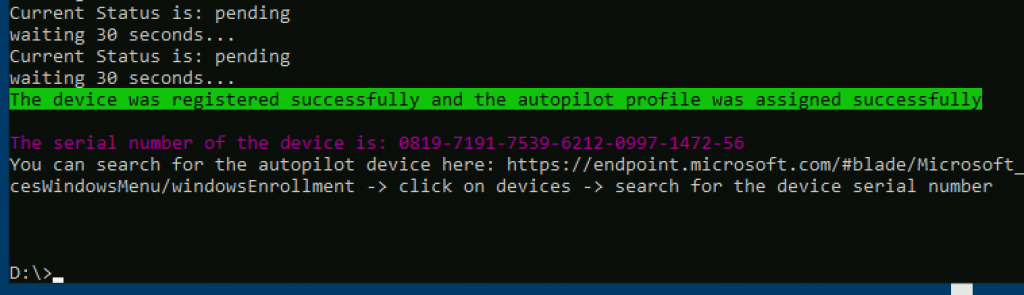 Current Status is: pending
waiting 30 seconds...
Current Status is: pending
waiting 30 seconds...
The device was registered successfully and the autopilot profile was assigned successfully
The serial number of the device is: 0819-7191-7539-6212-0997-1472-56
You can search for the autopilot device here: https://endpoint.microsoft.com/#blade/Microsoft_
cesWindowsMenu/windowsEnrollment -> click on devices -> search for the device serial number
D:\>